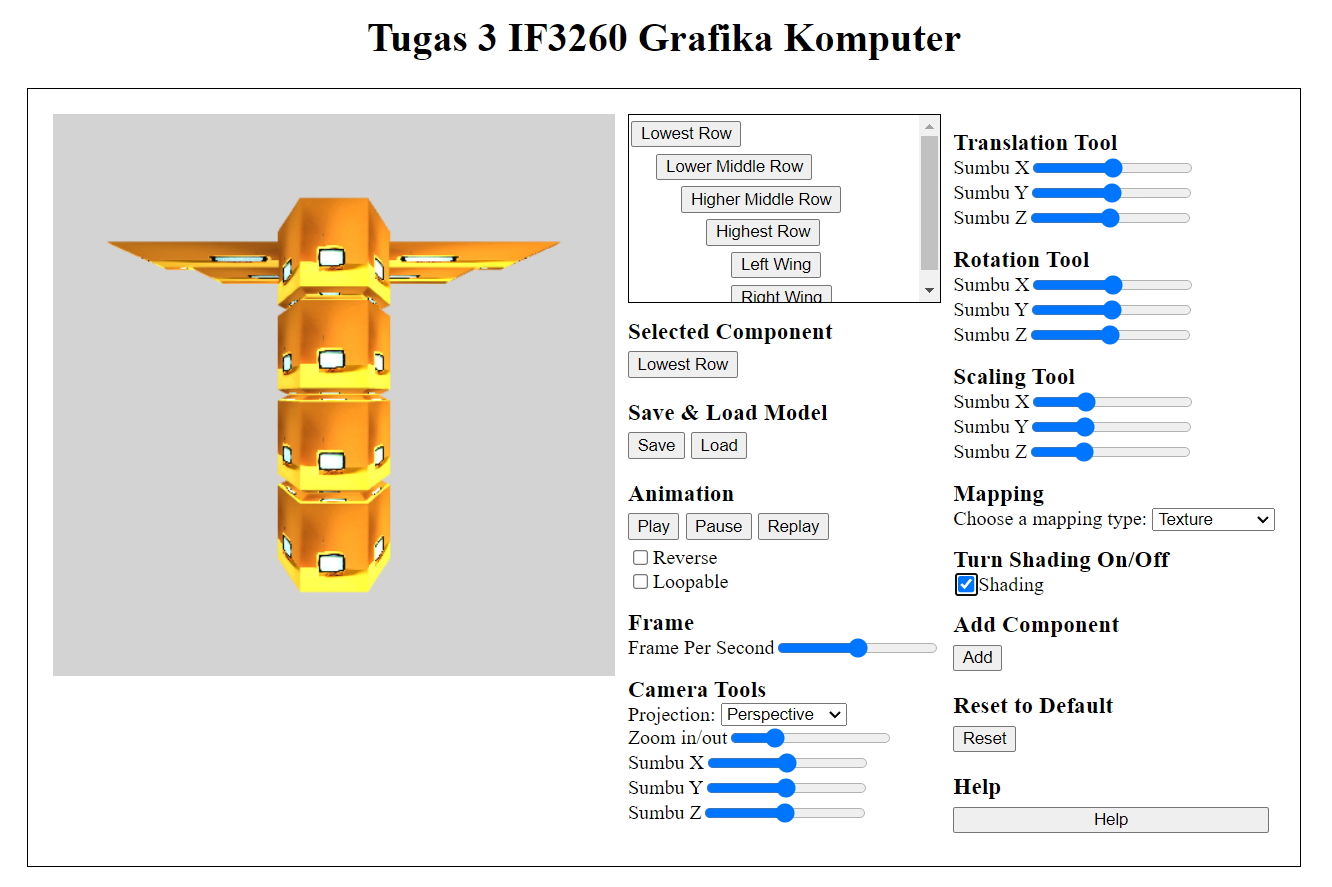 Tugas 3 IF3260 Grafika Komputer
Lowest Row
Lower Middle Row
Higher Middle Row
Highest Row
Left Wing
Right Wing
Selected Component
Lowest Row
Save & Load Model
Save Load
Animation
Play Pause Replay
Reverse
Loopable
Frame
Frame Per Second
Camera Tools
Projection: Perspective
Zoom in/out
Sumbu X
Sumbu Y
Sumbu Z
Translation Tool
Sumbu X
Sumbu Y
Sumbu Z
Rotation Tool
Sumbu X
Sumbu Y
Sumbu Z
Scaling Tool
Sumbu X
Sumbu Y
Sumbu Z
Mapping
Choose a mapping type: Texture
Turn Shading On/Off
Shading
Add Component
Add
Reset to Default
Reset
Help
Help